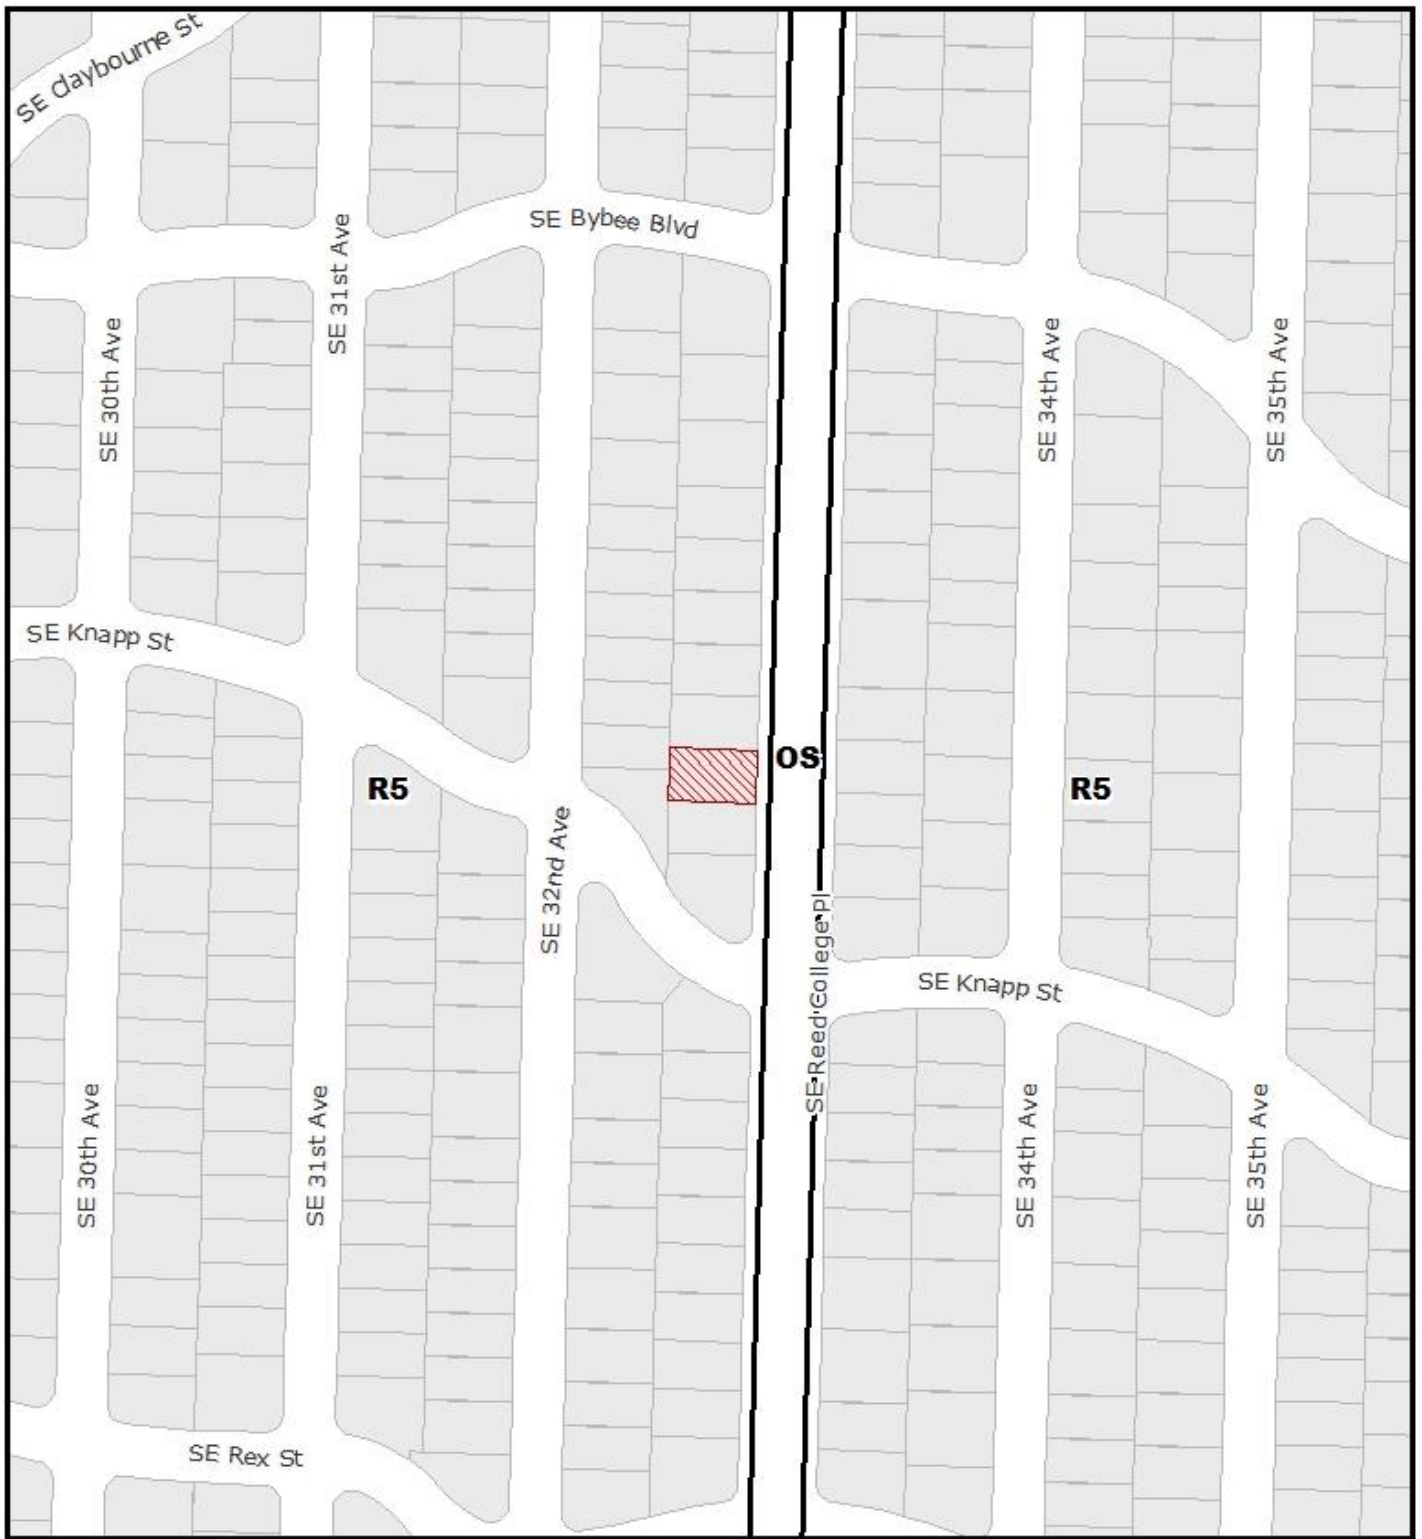 SE Claybourne St
SE Bybee Blvd
SE 31st Ave
SE 30th Ave
SE 34th Ave
SE 35th Ave
SE Knapp St
OS
R5
R5
SE 32nd Ave
SE Reed College Pl
SE Knapp St
SE 30th Ave
SE 31st Ave
SE 34th Ave
SE 35th Ave
SE Rex St